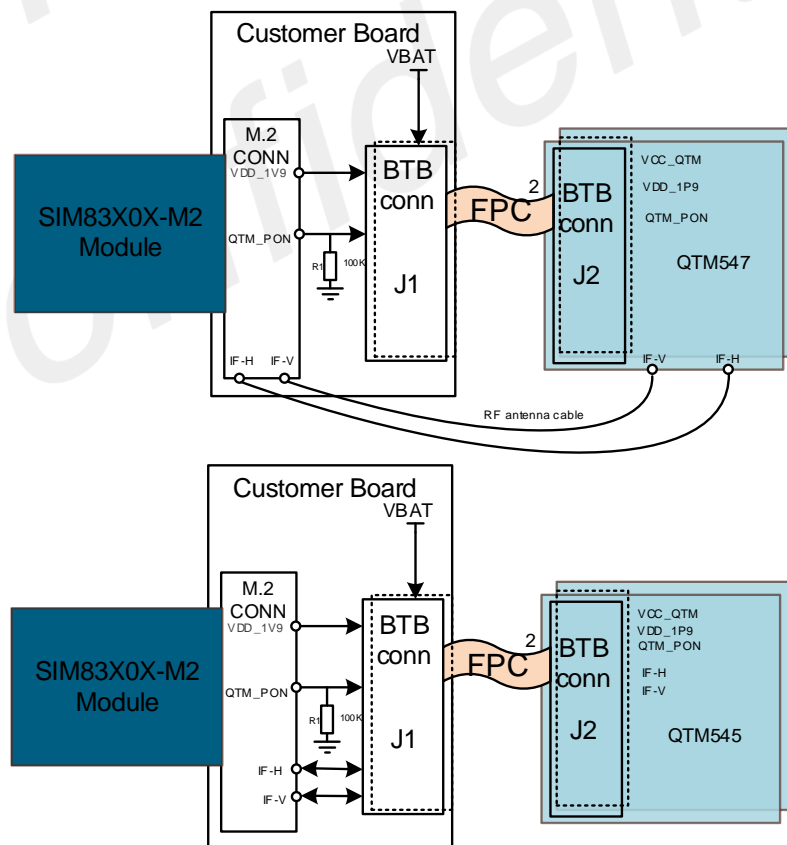 Customer Board
VBAT
M.2
CONN
VDD_1V9
QTM_PON
R1
100K
IF-H
IF-V
SIM83X0X-M2
Module
BTB
conn
J1
FPC
2
BTB
conn
J2
VCC_QTM
VDD_1P9
QTM_PON
QTM547
IF-V
IF-H
RF antenna cable
Customer Board
VBAT
M.2
CONN
VDD_1V9
QTM_PON
R1
100K
IF-H
IF-V
SIM83X0X-M2
Module
BTB
conn
J1
FPC
2
BTB
conn
J2
VCC_QTM
VDD_1P9
QTM_PON
IF-H
IF-V
QTM545